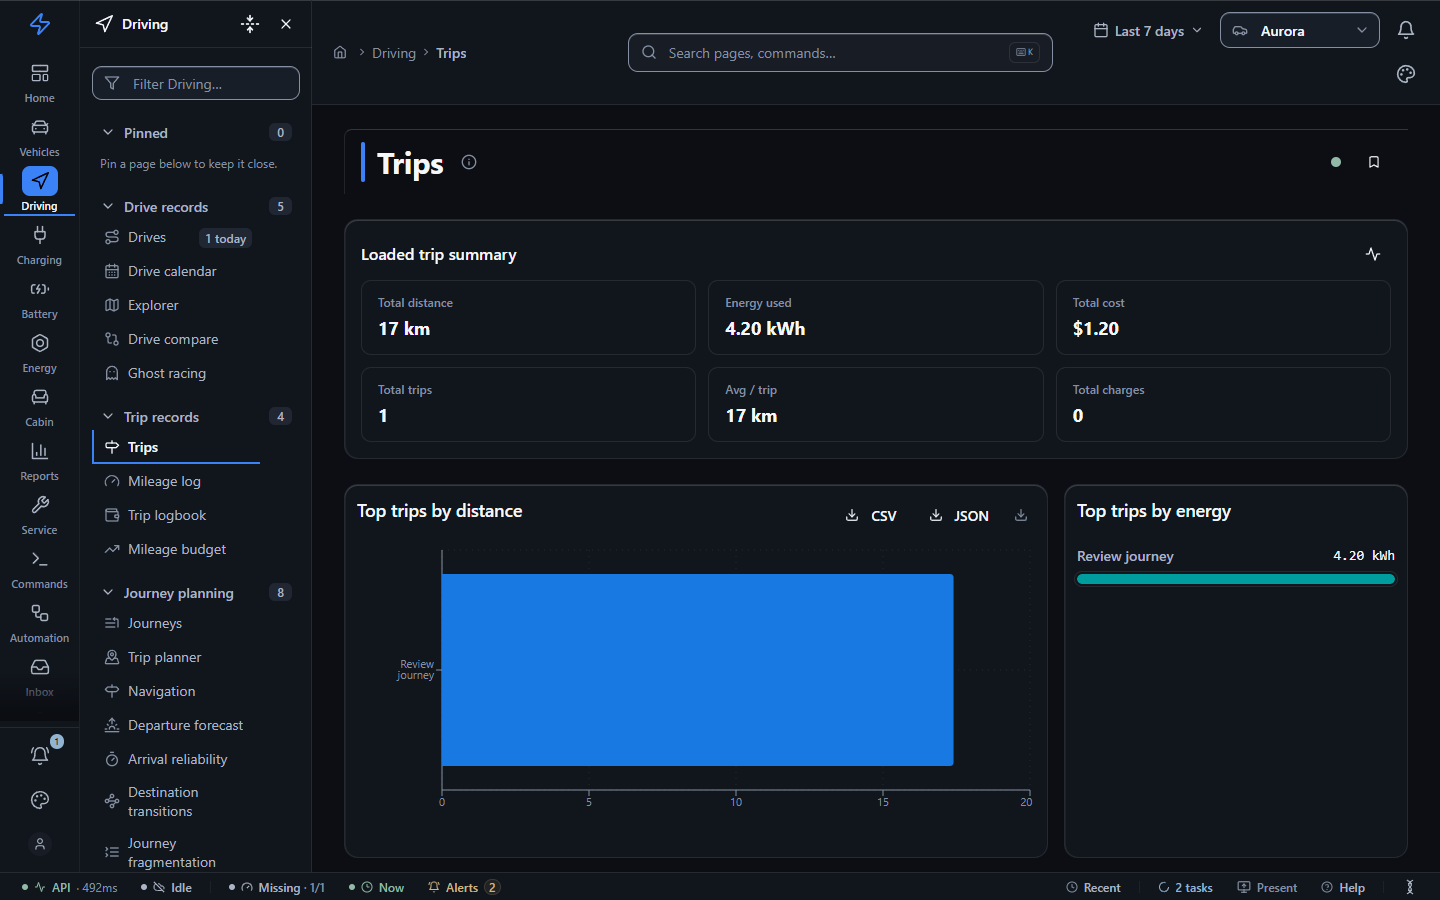 Home
Vehicles
Driving
Charging
Battery
Energy
Cabin
Reports
Service
Commands
Automation
Inbox
1
Driving
Filter Driving...
Pinned 0
Pin a page below to keep it close.
Drive records 5
Drives 1 today
Drive calendar
Explorer
Drive compare
Ghost racing
Trip records 4
Trips
Mileage log
Trip logbook
Mileage budget
Journey planning 8
Journeys
Trip planner
Navigation
Departure forecast
Arrival reliability
Destination
transitions
Journey
fragmentation
Driving Trips
Search pages, commands... K
Last 7 days
Aurora
Trips
Loaded trip summary
Total distance
17 km
Energy used
4.20 kWh
Total cost
$1.20
Total trips
1
Avg / trip
17 km
Total charges
0
Top trips by distance
CSV JSON
Review
journey
0 5 10 15 20
Top trips by energy
Review journey 4.20 kWh
API · 492ms Idle Missing · 1/1 Now Alerts 2
Recent 2 tasks Present Help